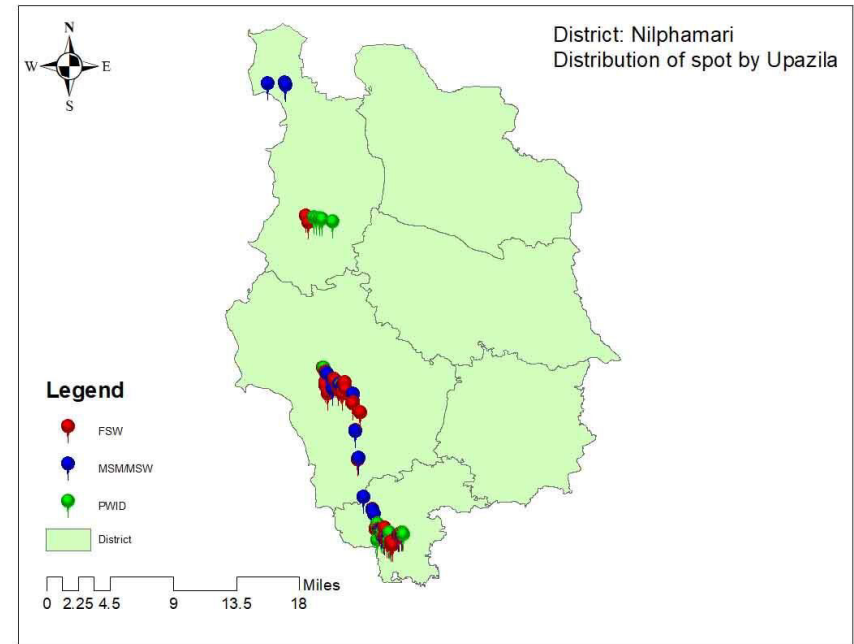 District: Nilphamari
Distribution of spot by Upazila
N
W E
S
Legend
FSW
MSM/MSW
PWID
District
Miles
0 2.25 4.5 9 13.5 18